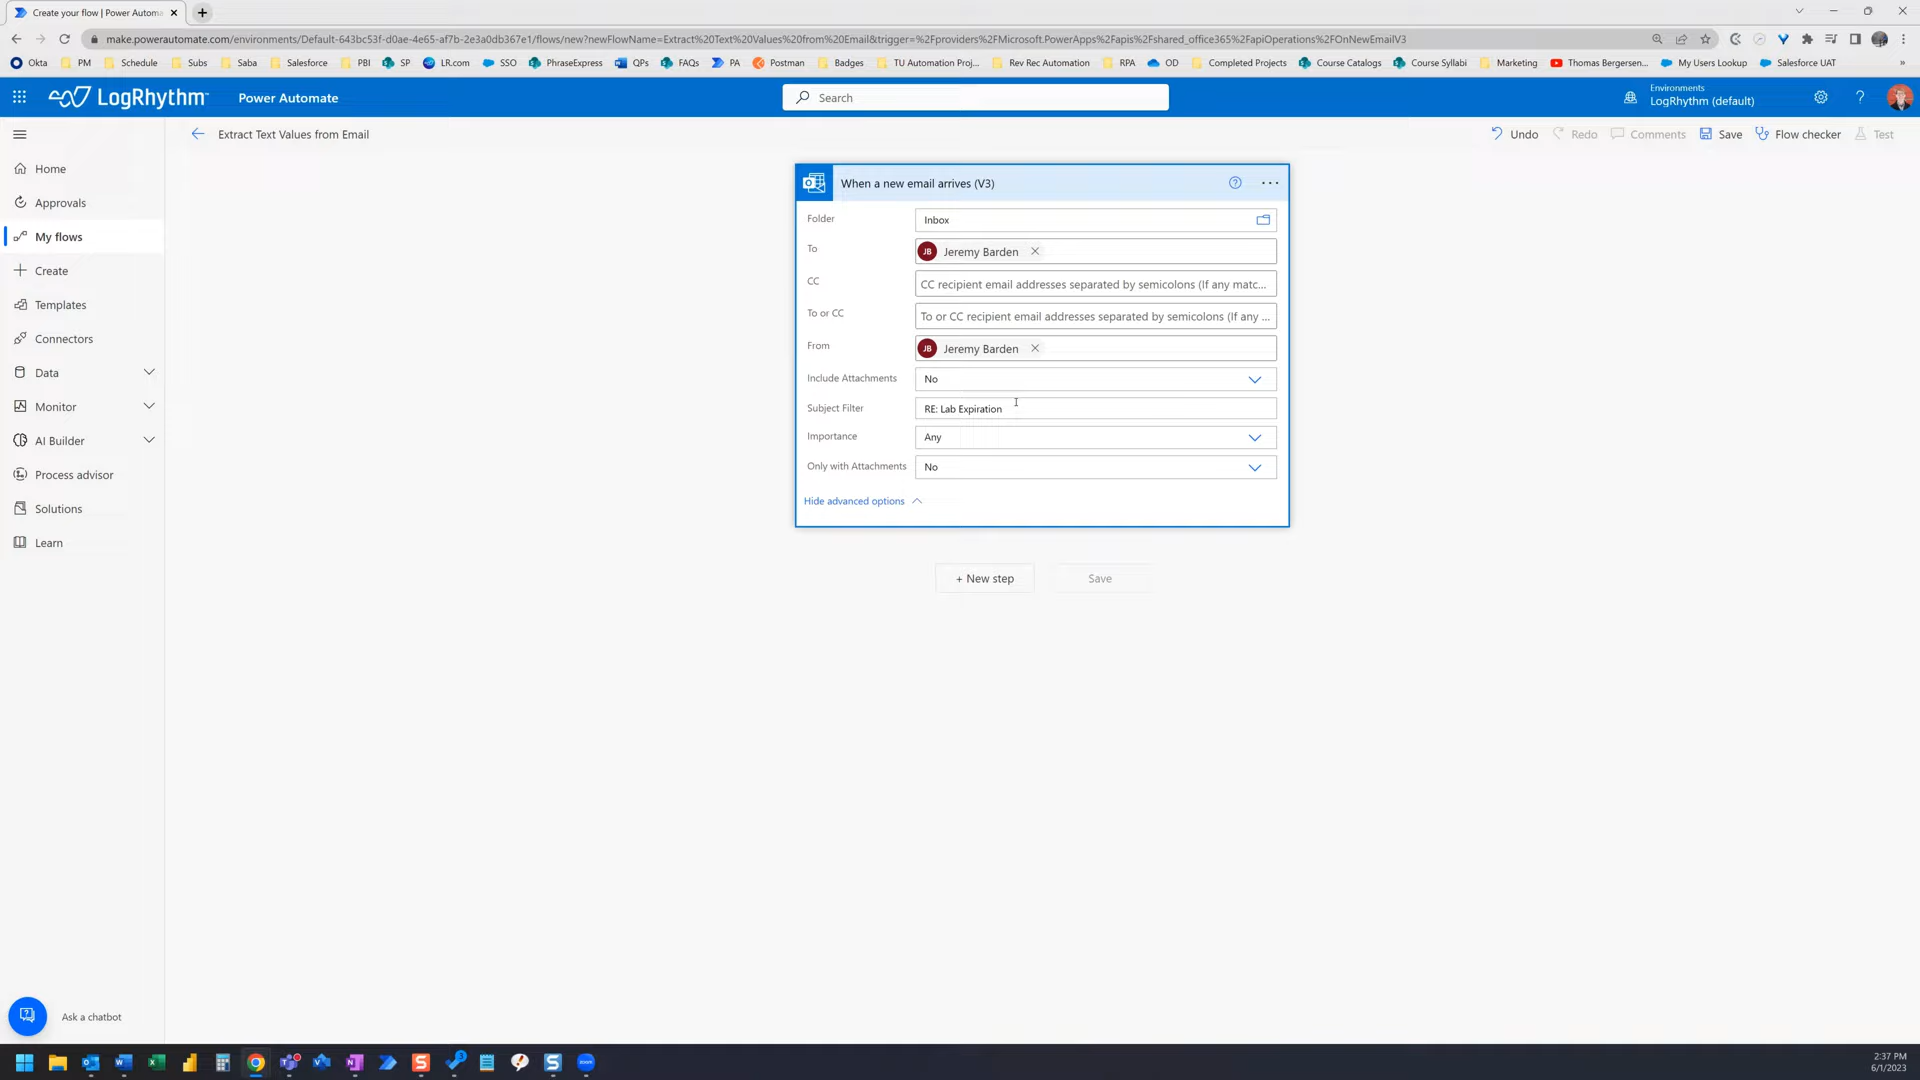 Create your flow | Power Automa
make.powerautomate.com/environments/Default-643bc53f-d0ae-4e65-af7b-2e3a0db367e1/flows/new?newFlowName=Extract%20Text%20Values%20from%20Email&trigger=%2Fproviders%2FMicrosoft.PowerApps%2Fapis%2Fshared_office365%2FapiOperations%2FOnNewEmailV3
Okta PM Schedule Subs Saba Salesforce PBI SP LR.com SSO PhraseExpress QPs FAQs PA Postman Badges TU Automation Proj... Rev Rec Automation RPA OD Completed Projects Course Catalogs Course Syllabi Marketing Thomas Bergersen... My Users Lookup Salesforce UAT »
LogRhythm Power Automate Search Environments
LogRhythm (default)
Extract Text Values from Email Undo Redo Comments Save Flow checker Test
Home
Approvals
My flows
Create
Templates
Connectors
Data
Monitor
AI Builder
Process advisor
Solutions
Learn
When a new email arrives (V3)
Folder Inbox
To JB Jeremy Barden
CC CC recipient email addresses separated by semicolons (If any matc...
To or CC To or CC recipient email addresses separated by semicolons (If any ...
From JB Jeremy Barden
Include Attachments No
Subject Filter RE: Lab Expiration
Importance Any
Only with Attachments No
Hide advanced options
+ New step Save
Ask a chatbot
2:37 PM
6/1/2023